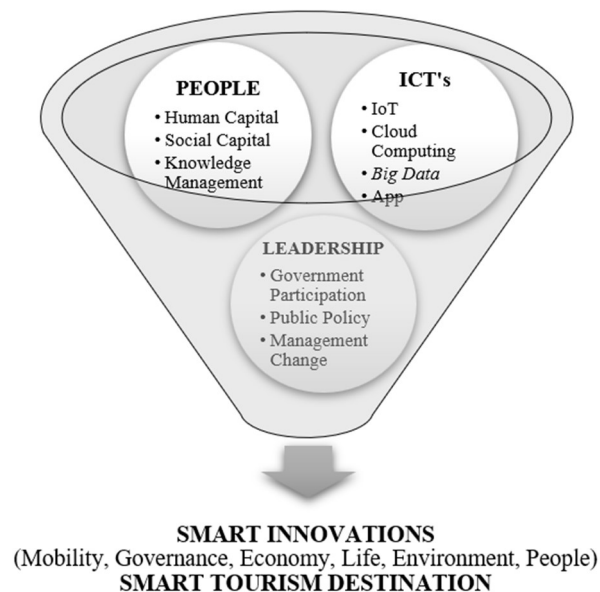 PEOPLE
• Human Capital
• Social Capital
• Knowledge
Management
ICT's
• IoT
• Cloud
Computing
• Big Data
• App
LEADERSHIP
• Government
Participation
• Public Policy
• Management
Change
SMART INNOVATIONS
(Mobility, Governance, Economy, Life, Environment, People)
SMART TOURISM DESTINATION